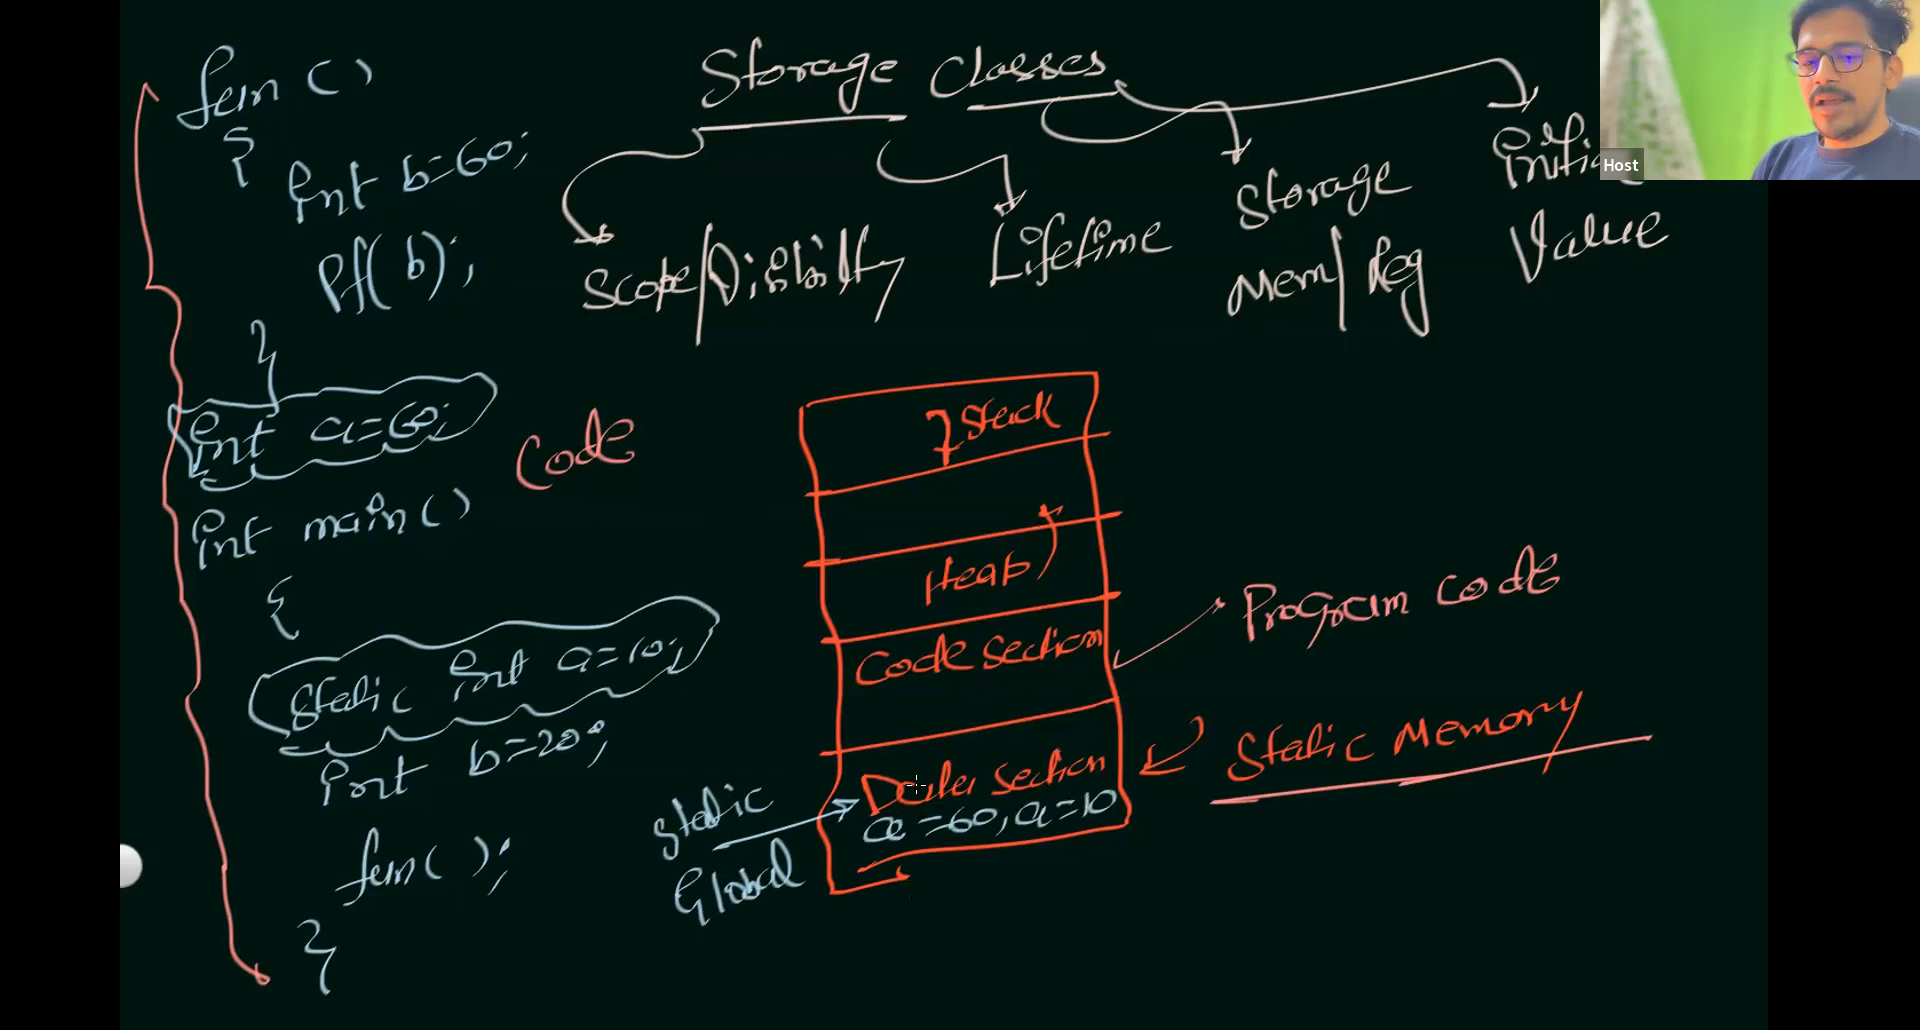 Storage Classes
Scope/Visibility
Lifetime
Storage
Mem/Reg
Value
fun()
{
int b=60;
Pf(b);
}
int a=60;
int main()
{
static int a=10;
int b=20;
fun();
}
Code
Stack
Heap
Code section
Data section
a=60, a=10
Program code
Static Memory
static
Global
Host